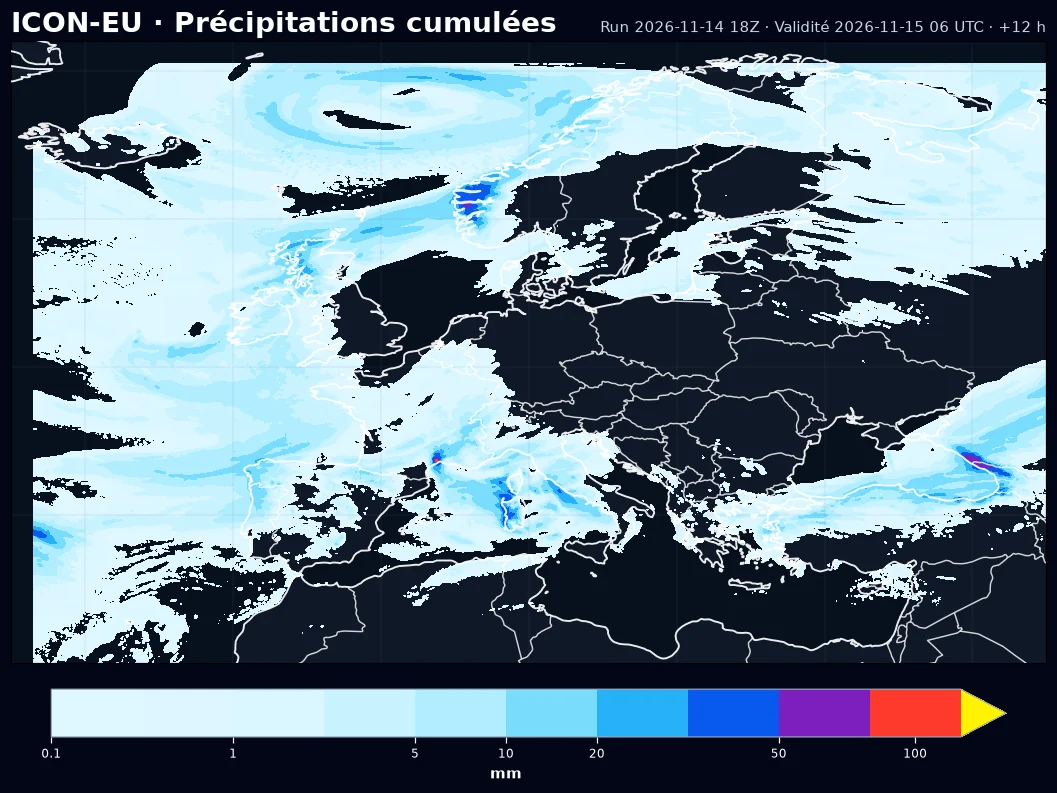 ICON-EU · Précipitations cumulées
Run 2026-11-14 18Z · Validité 2026-11-15 06 UTC · +12 h
0.1 1 5 10 20 50 100
mm